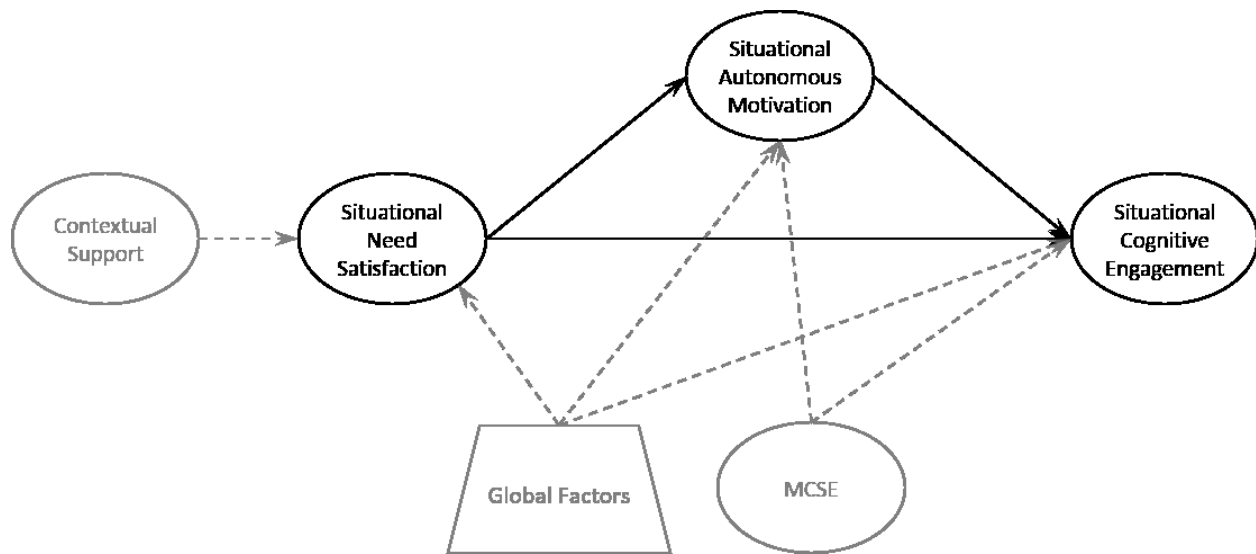 Situational
Autonomous
Motivation
Contextual
Support
Situational
Need
Satisfaction
Situational
Cognitive
Engagement
Global Factors
MCSE